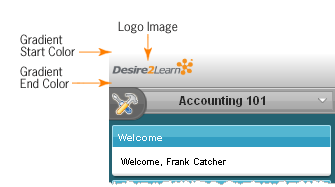 Logo Image
Gradient
Start Color
Desire2Learn
Gradient
End Color
Accounting 101
Welcome
Welcome, Frank Catcher